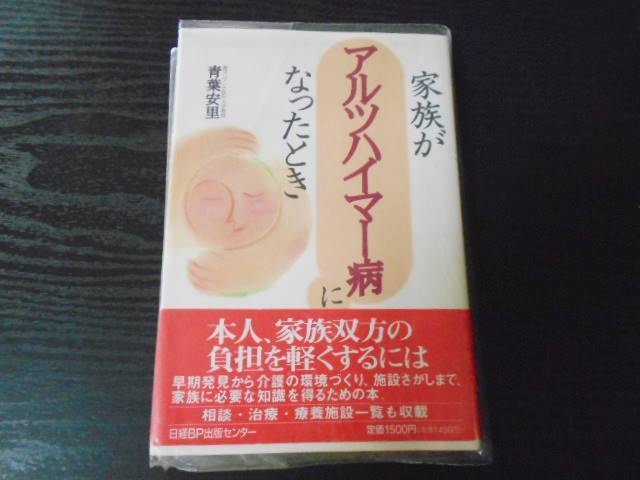 家族が
アルツハイマー病に
なったとき
青葉安里
本人、家族双方の
負担を軽くするには
早期発見から介護の環境づくり、施設さがしまで、
家族に必要な知識を得るための本。
相談・治療・療養施設一覧も収載
日経BP出版センター
定価1500円